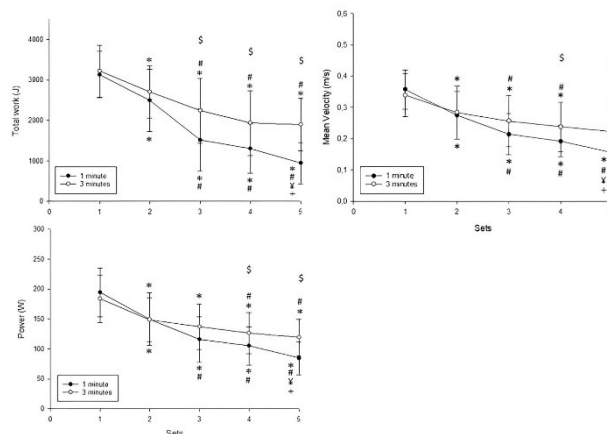 Total work (J)
4000
3000
2000
1000
0
$ $ $
* # # #
* * *
* * * *
# # #
¥
+
1 minute
3 minutes
0 1 2 3 4 5
Mean Velocity (m/s)
0,6
0,5
0,4
0,3
0,2
0,1
0,0
$
* # #
* *
* * * *
# # #
¥
+
1 minute
3 minutes
0 1 2 3 4
Sets
Power (W)
300
250
200
150
100
50
0
$ $
* * # #
* *
* * * *
# # #
¥
+
1 minute
3 minutes
0 1 2 3 4 5
Sets